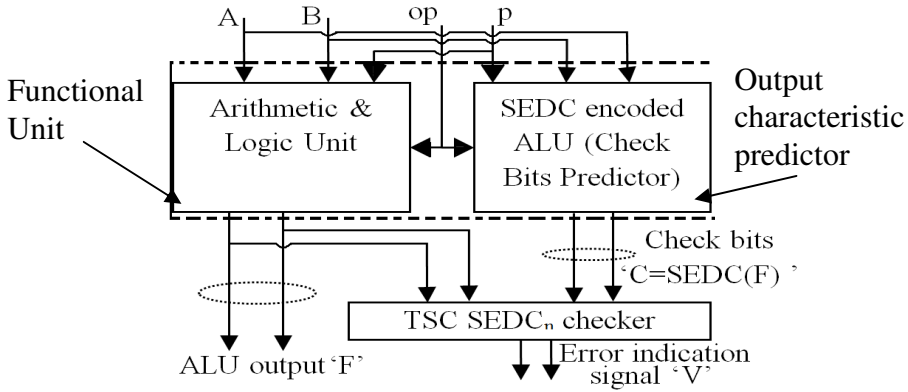 A B op p
Functional
Unit
Arithmetic &
Logic Unit
SEDC encoded
ALU (Check
Bits Predictor)
Output
characteristic
predictor
Check bits
‘C=SEDC(F) ’
TSC SEDCn checker
ALU output ‘F’
Error indication
signal ‘V’